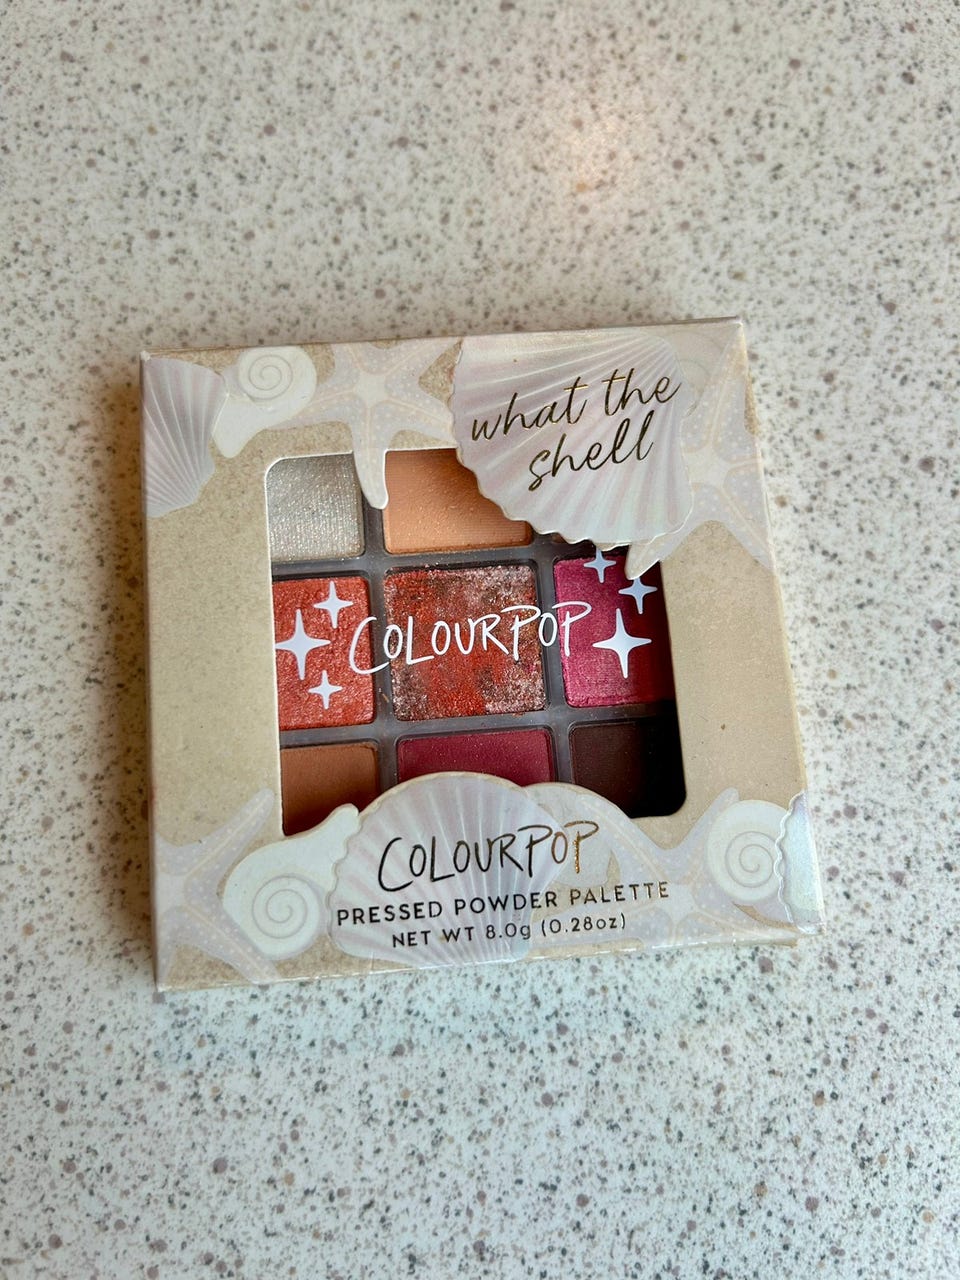 what the
shell
COLOURPOP
COLOURPOP
PRESSED POWDER PALETTE
NET WT 8.0g (0.28oz)